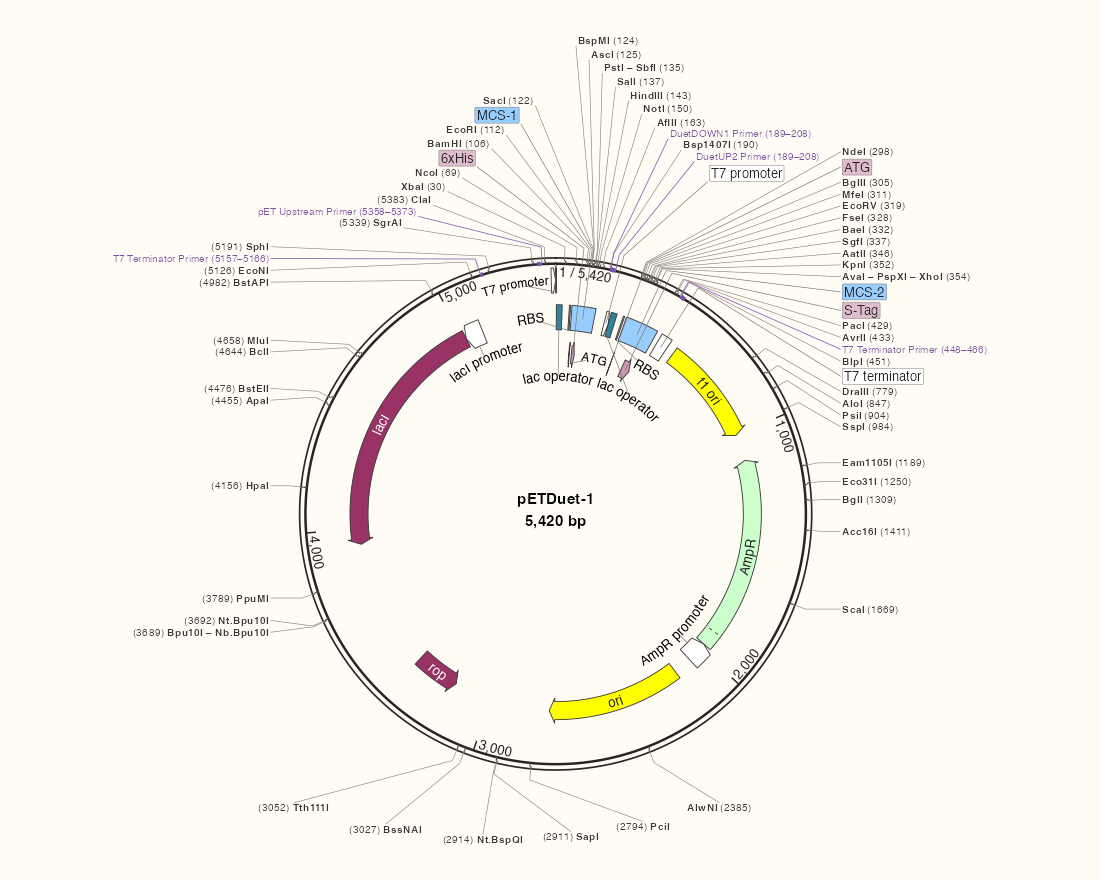 BspMI (124)
AscI (125)
PstI – SbfI (135)
SalI (137)
HindIII (143)
NotI (150)
AflII (163)
DuetDOWN1 Primer (189–208)
Bsp1407I (190)
DuetUP2 Primer (189–208)
T7 promoter
SacI (122)
MCS-1
EcoRI (112)
BamHI (106)
6xHis
NcoI (69)
XbaI (30)
(5383) ClaI
pET Upstream Primer (5358–5373)
(5339) SgrAI
(5191) SphI
T7 Terminator Primer (5157–5166)
(5126) EcoNI
(4982) BstAPI
(4658) MluI
(4644) BclI
(4476) BstEII
(4455) ApaI
(4156) HpaI
(3789) PpuMI
(3692) Nt.Bpu10I
(3689) Bpu10I – Nb.Bpu10I
(3052) Tth111I
(3027) BssNAI
(2914) Nt.BspQI
(2911) SapI
(2794) PciI
AlwNI (2385)
NdeI (298)
ATG
BglII (305)
MfeI (311)
EcoRV (319)
FseI (328)
BaeI (332)
SgfI (337)
AatII (346)
KpnI (352)
AvaI – PspXI – XhoI (354)
MCS-2
S-Tag
PacI (429)
AvrII (433)
T7 Terminator Primer (448–466)
BlpI (451)
T7 terminator
DraIII (779)
AloI (847)
PsiI (904)
SspI (984)
Eam1105I (1189)
Eco31I (1250)
BglI (1309)
Acc16I (1411)
ScaI (1669)
1 / 5,420
1,000
2,000
3,000
4,000
5,000
T7 promoter
RBS
lac operator
ATG
lac operator
RBS
f1 ori
AmpR
AmpR promoter
ori
rop
lacI
lacI promoter
pETDuet-1
5,420 bp